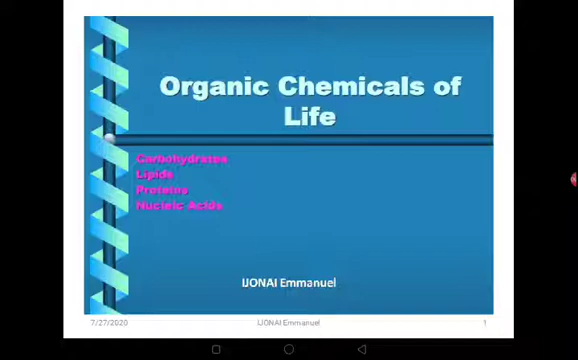 Organic Chemicals of
Life
Carbohydrates
Lipids
Proteins
Nucleic Acids
IJONAI Emmanuel
7/27/2020
IJONAI Emmanuel
1